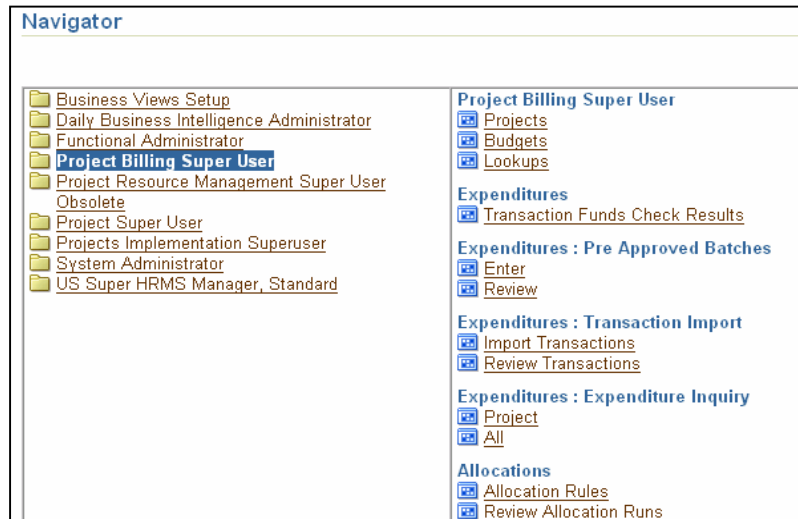 Navigator
Business Views Setup
Daily Business Intelligence Administrator
Functional Administrator
Project Billing Super User
Project Resource Management Super User
Obsolete
Project Super User
Projects Implementation Superuser
System Administrator
US Super HRMS Manager, Standard
Project Billing Super User
Projects
Budgets
Lookups
Expenditures
Transaction Funds Check Results
Expenditures : Pre Approved Batches
Enter
Review
Expenditures : Transaction Import
Import Transactions
Review Transactions
Expenditures : Expenditure Inquiry
Project
All
Allocations
Allocation Rules
Review Allocation Runs